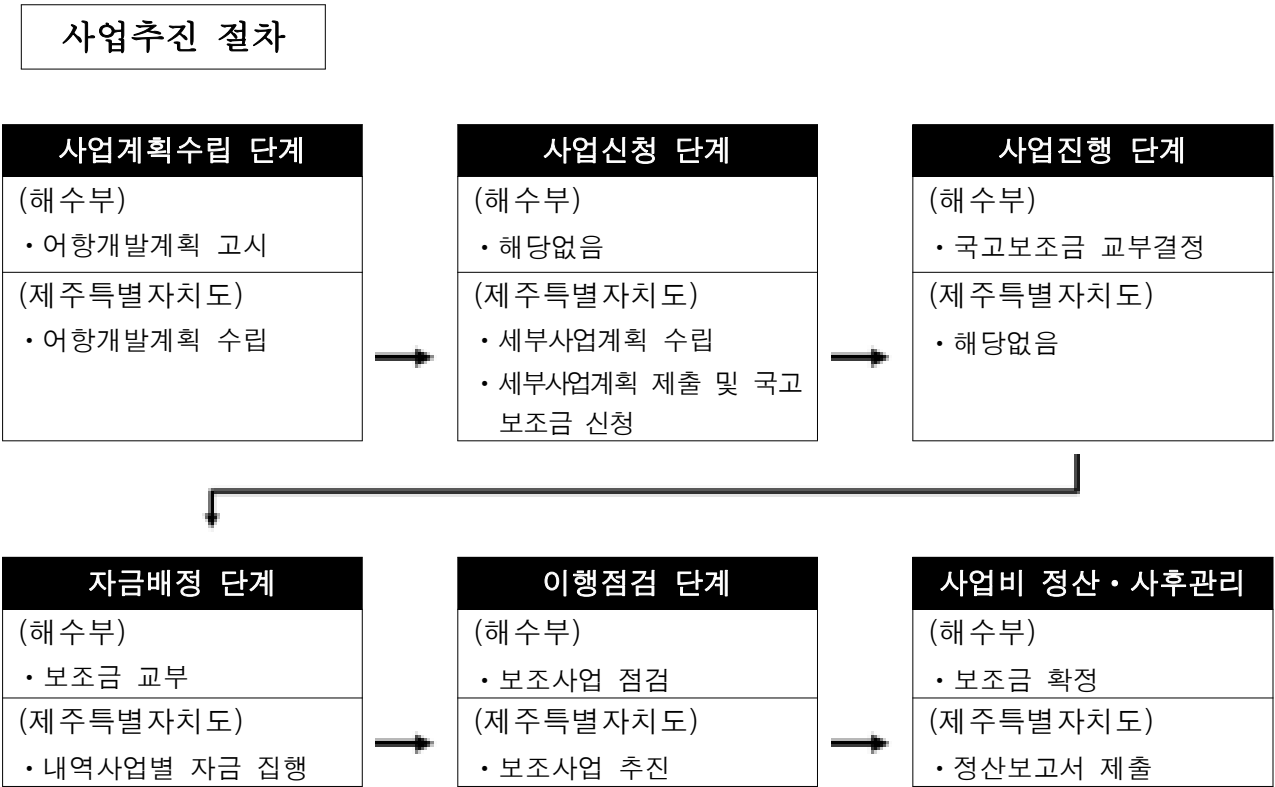 사업추진 절차
사업계획수립 단계
(해수부)
・어항개발계획 고시
(제주특별자치도)
・어항개발계획 수립
사업신청 단계
(해수부)
・해당없음
(제주특별자치도)
・세부사업계획 수립
・세부사업계획 제출 및 국고
보조금 신청
사업진행 단계
(해수부)
・국고보조금 교부결정
(제주특별자치도)
・해당없음
자금배정 단계
(해수부)
・보조금 교부
(제주특별자치도)
・내역사업별 자금 집행
이행점검 단계
(해수부)
・보조사업 점검
(제주특별자치도)
・보조사업 추진
사업비 정산・사후관리
(해수부)
・보조금 확정
(제주특별자치도)
・정산보고서 제출